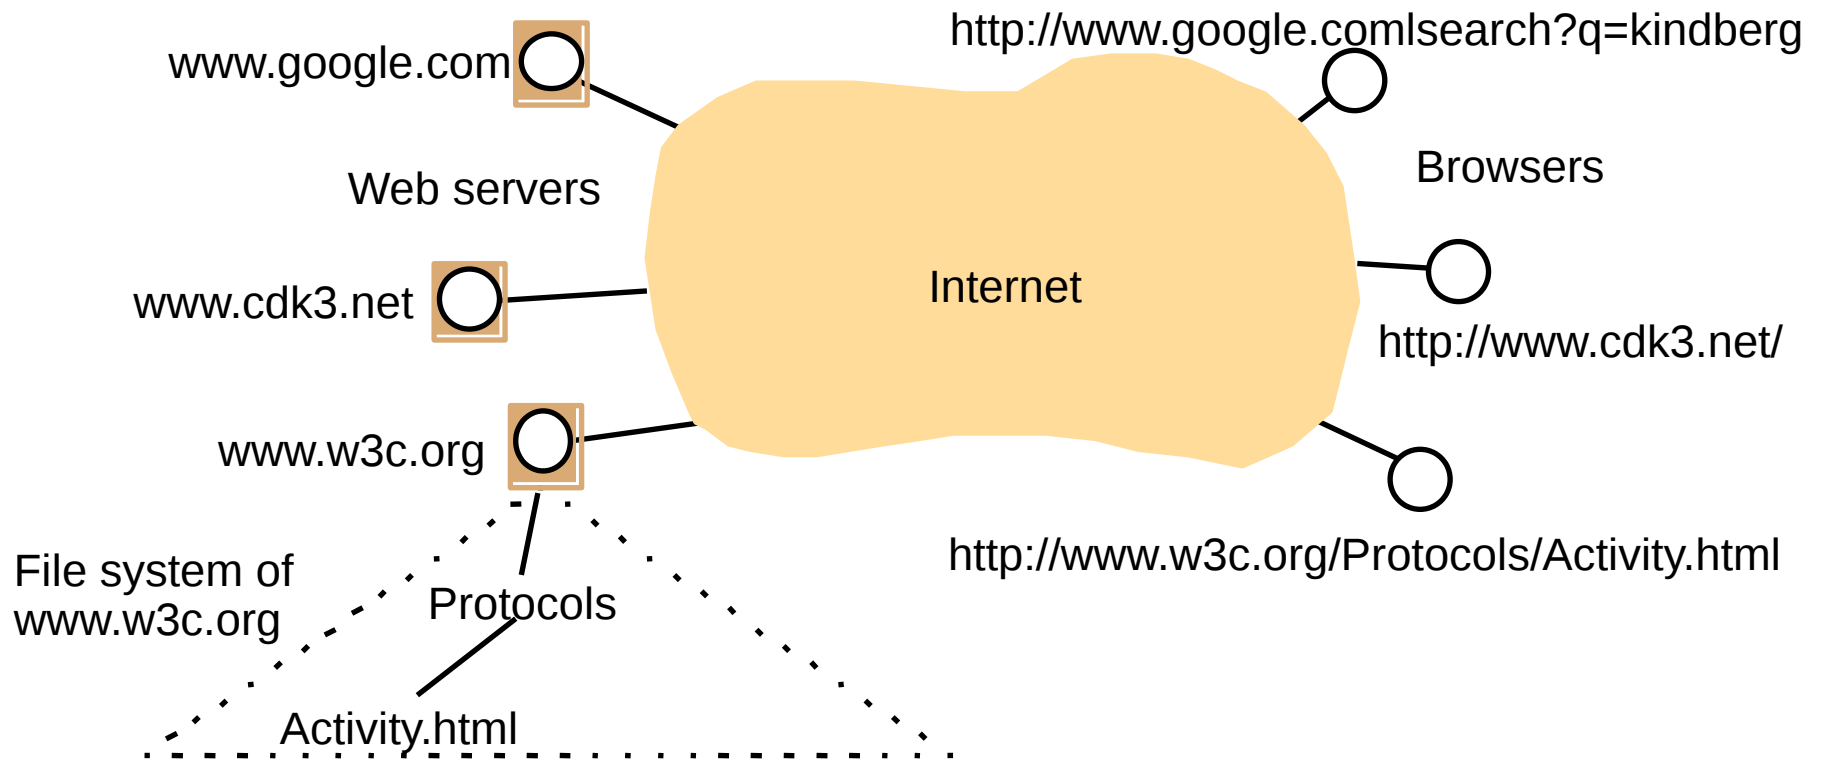 http://www.google.comlsearch?q=kindberg
www.google.com
Browsers
Web servers
Internet
www.cdk3.net
http://www.cdk3.net/
www.w3c.org
http://www.w3c.org/Protocols/Activity.html
File system of
www.w3c.org
Protocols
Activity.html